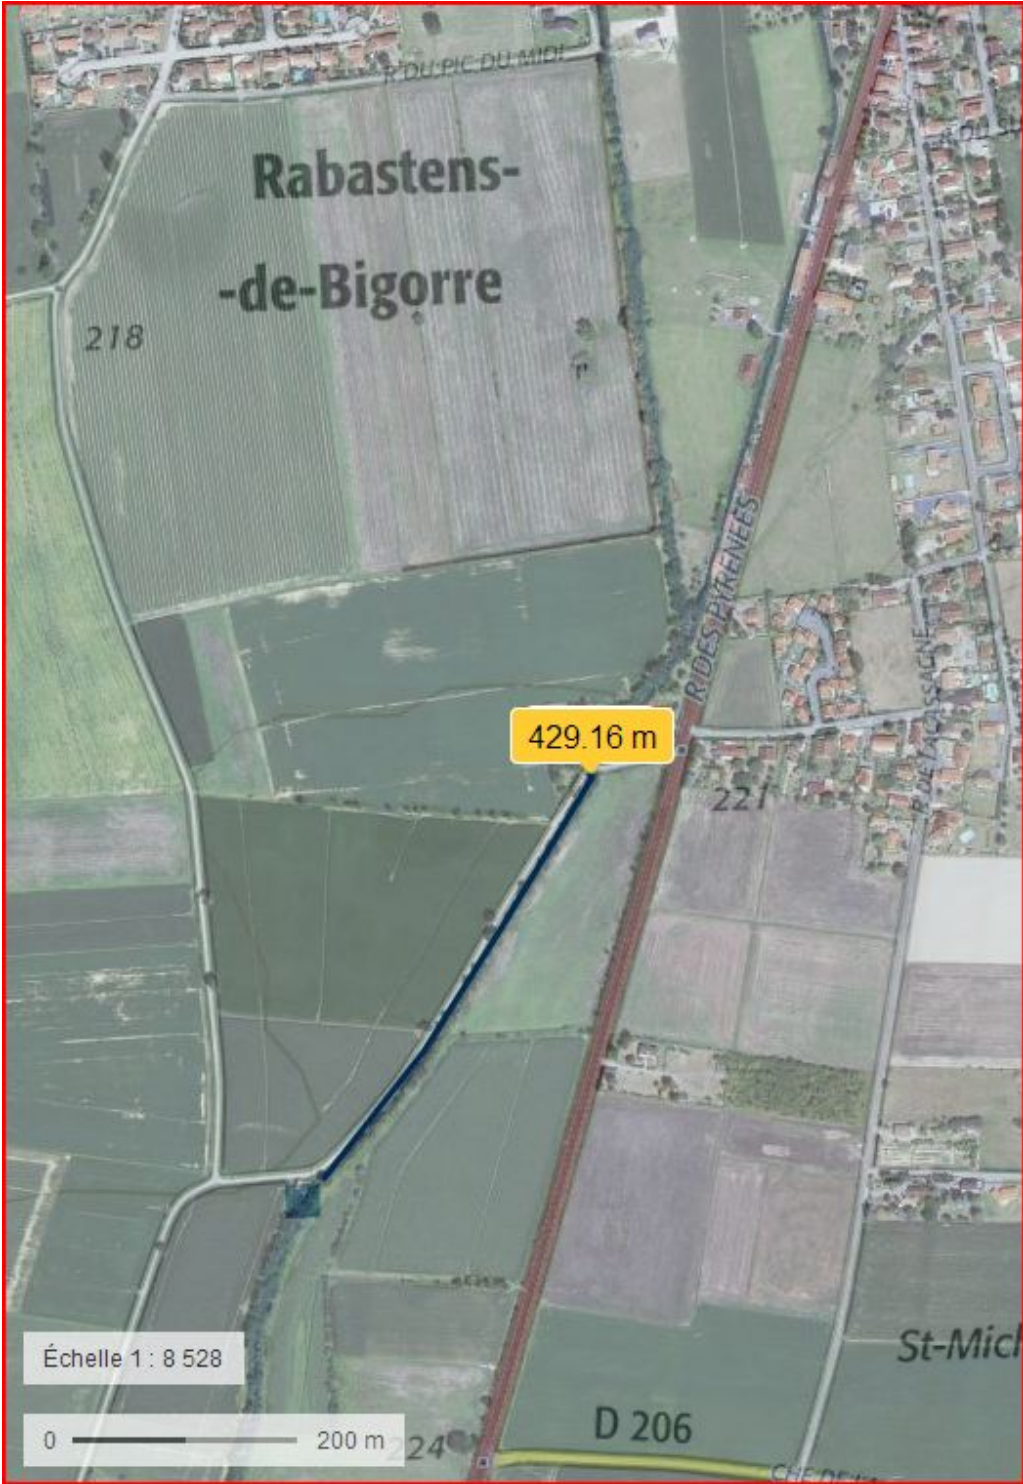 R DU PIC DU MIDI
Rabastens-
-de-Bigorre
218
R DES PYRENEES
429.16 m
221
St-Mich
Échelle 1 : 8 528
0 200 m
224
D 206